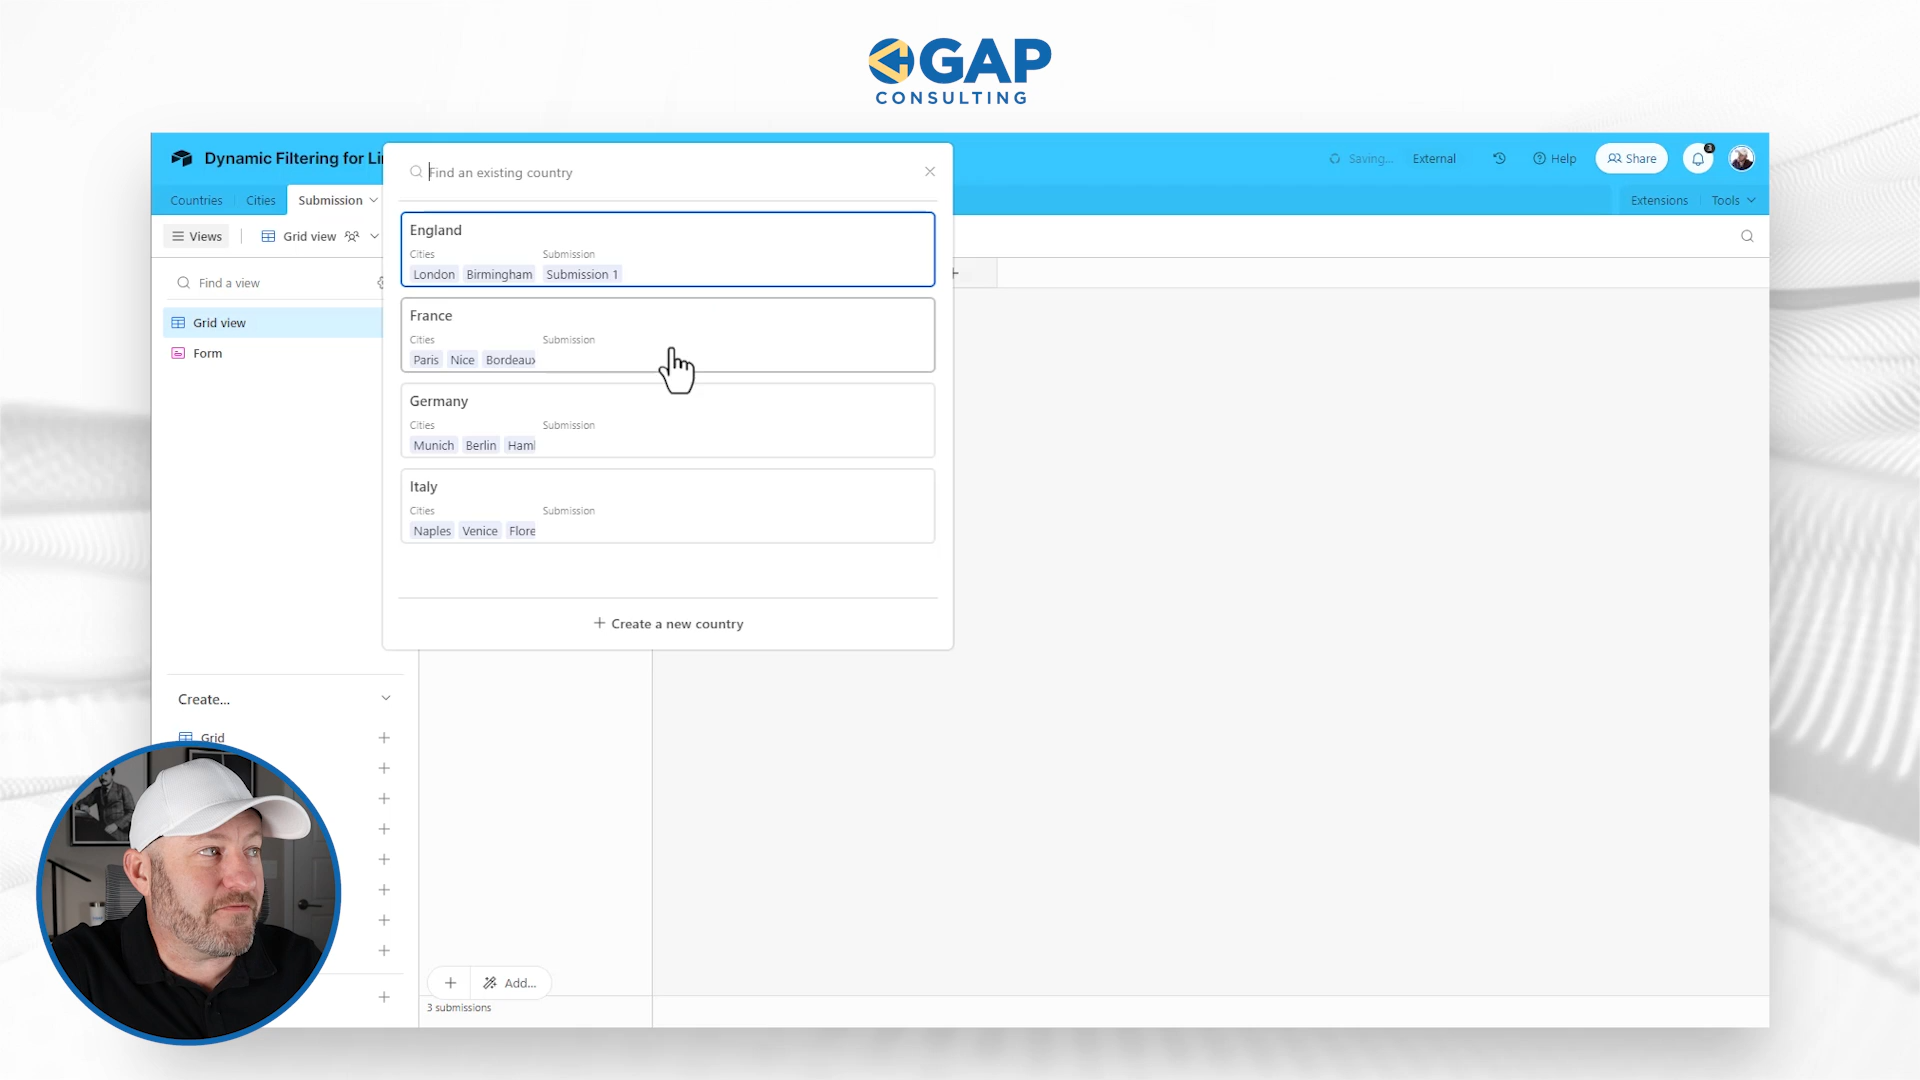 GAP
CONSULTING
Dynamic Filtering for Li
Saving...
External
Help
Share
3
Countries
Cities
Submission
Extensions
Tools
Views
Grid view
Find a view
Grid view
Form
Find an existing country
England
Cities
Submission
London
Birmingham
Submission 1
France
Cities
Submission
Paris
Nice
Bordeaux
Germany
Cities
Submission
Munich
Berlin
Ham
Italy
Cities
Submission
Naples
Venice
Flore
+ Create a new country
Create...
Grid
Add...
3 submissions